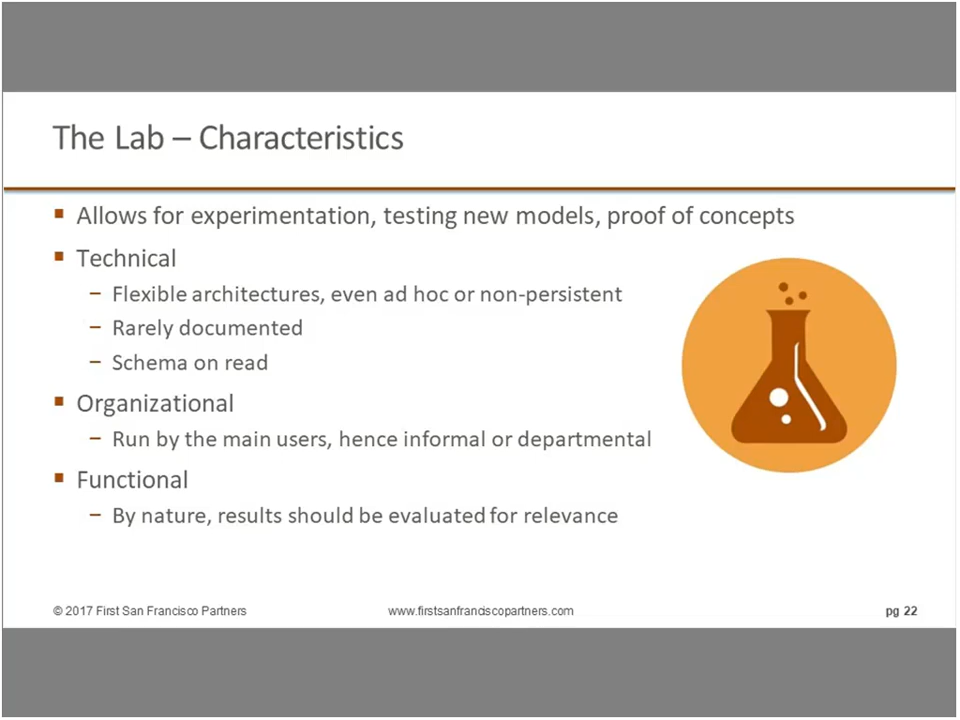 The Lab – Characteristics
▪ Allows for experimentation, testing new models, proof of concepts
▪ Technical
– Flexible architectures, even ad hoc or non-persistent
– Rarely documented
– Schema on read
▪ Organizational
– Run by the main users, hence informal or departmental
▪ Functional
– By nature, results should be evaluated for relevance
© 2017 First San Francisco Partners
www.firstsanfranciscopartners.com
pg 22